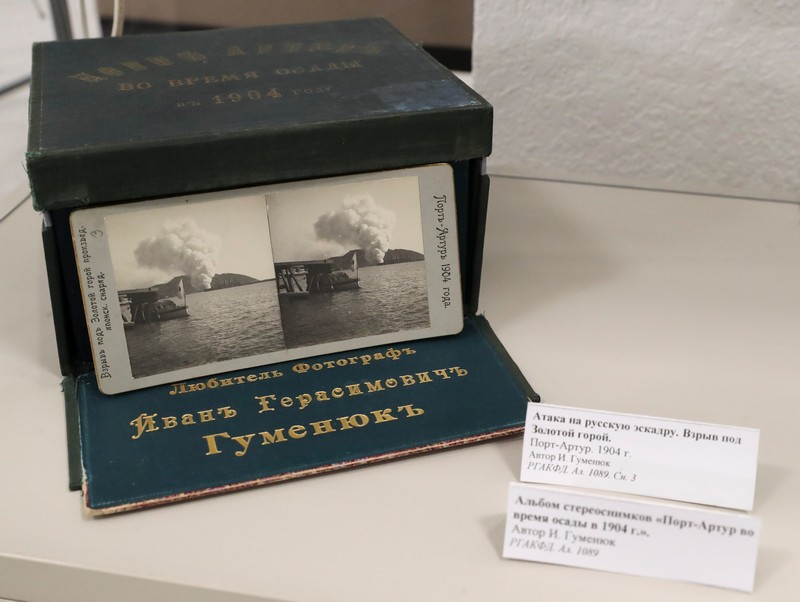 ПОРТЪ АРТУРЪ
ВО ВРЕМЯ ОСАДЫ
въ 1904 году
Взрывъ подъ Золотой горой произвед.
японск. снаряд.
3
Портъ-Артуръ 1904 года.
Любитель Фотографъ
Иванъ Герасимовичъ
Гуменюкъ
Атака на русскую эскадру. Взрыв под
Золотой горой.
Порт-Артур. 1904 г.
Автор И. Гуменюк
РГАКФД. Ал. 1089. Сн. 3
Альбом стереоснимков «Порт-Артур во
время осады в 1904 г.».
Автор И. Гуменюк
РГАКФД. Ал. 1089